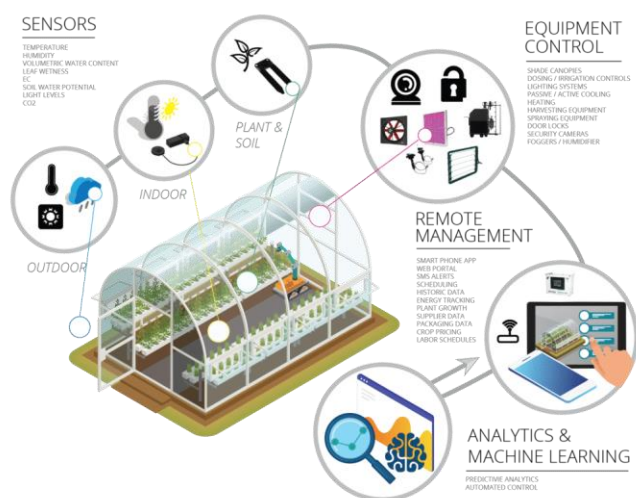 SENSORS
TEMPERATURE
HUMIDITY
VOLUMETRIC WATER CONTENT
LEAF WETNESS
EC
SOIL WATER POTENTIAL
LIGHT LEVELS
CO2
OUTDOOR
INDOOR
PLANT &
SOIL
EQUIPMENT
CONTROL
SHADE CANOPIES
DOSING / IRRIGATION CONTROLS
LIGHTING SYSTEMS
PASSIVE / ACTIVE COOLING
HEATING
HARVESTING EQUIPMENT
SPRAYING EQUIPMENT
DOOR LOCKS
SECURITY CAMERAS
FOGGERS / HUMIDIFIER
REMOTE
MANAGEMENT
SMART PHONE APP
WEB PORTAL
SMS ALERTS
SCHEDULING
HISTORIC DATA
ENERGY TRACKING
PLANT GROWTH
SUPPLIER DATA
PACKAGING DATA
CROP PRICING
LABOR SCHEDULES
ANALYTICS &
MACHINE LEARNING
PREDICTIVE ANALYTICS
AUTOMATED CONTROL